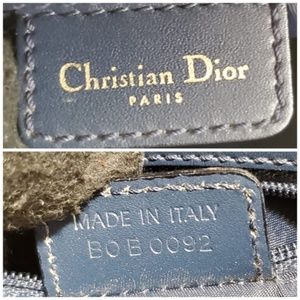 Christian Dior
PARIS
MADE IN ITALY
BO B 0092